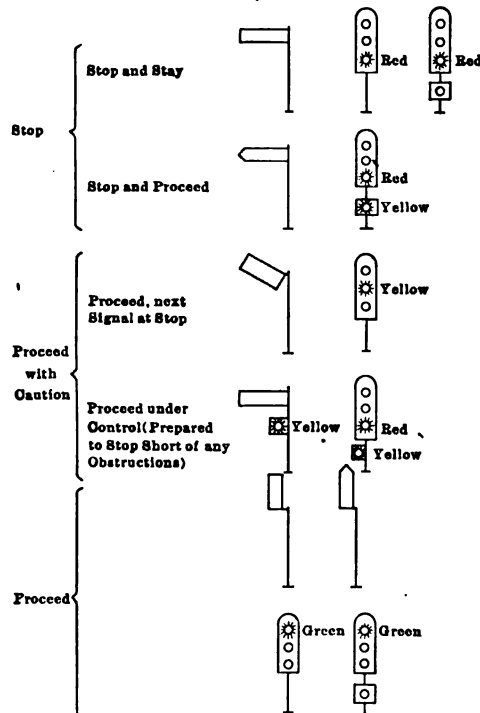 Red
Red
Stop and Stay
Stop
Red
Stop and Proceed
Yellow
Yellow
Proceed, next
Signal at Stop
Proceed
with
Caution
Proceed under
Control (Prepared
to Stop Short of any
Obstructions)
Yellow
Red
Yellow
Proceed
Green
Green